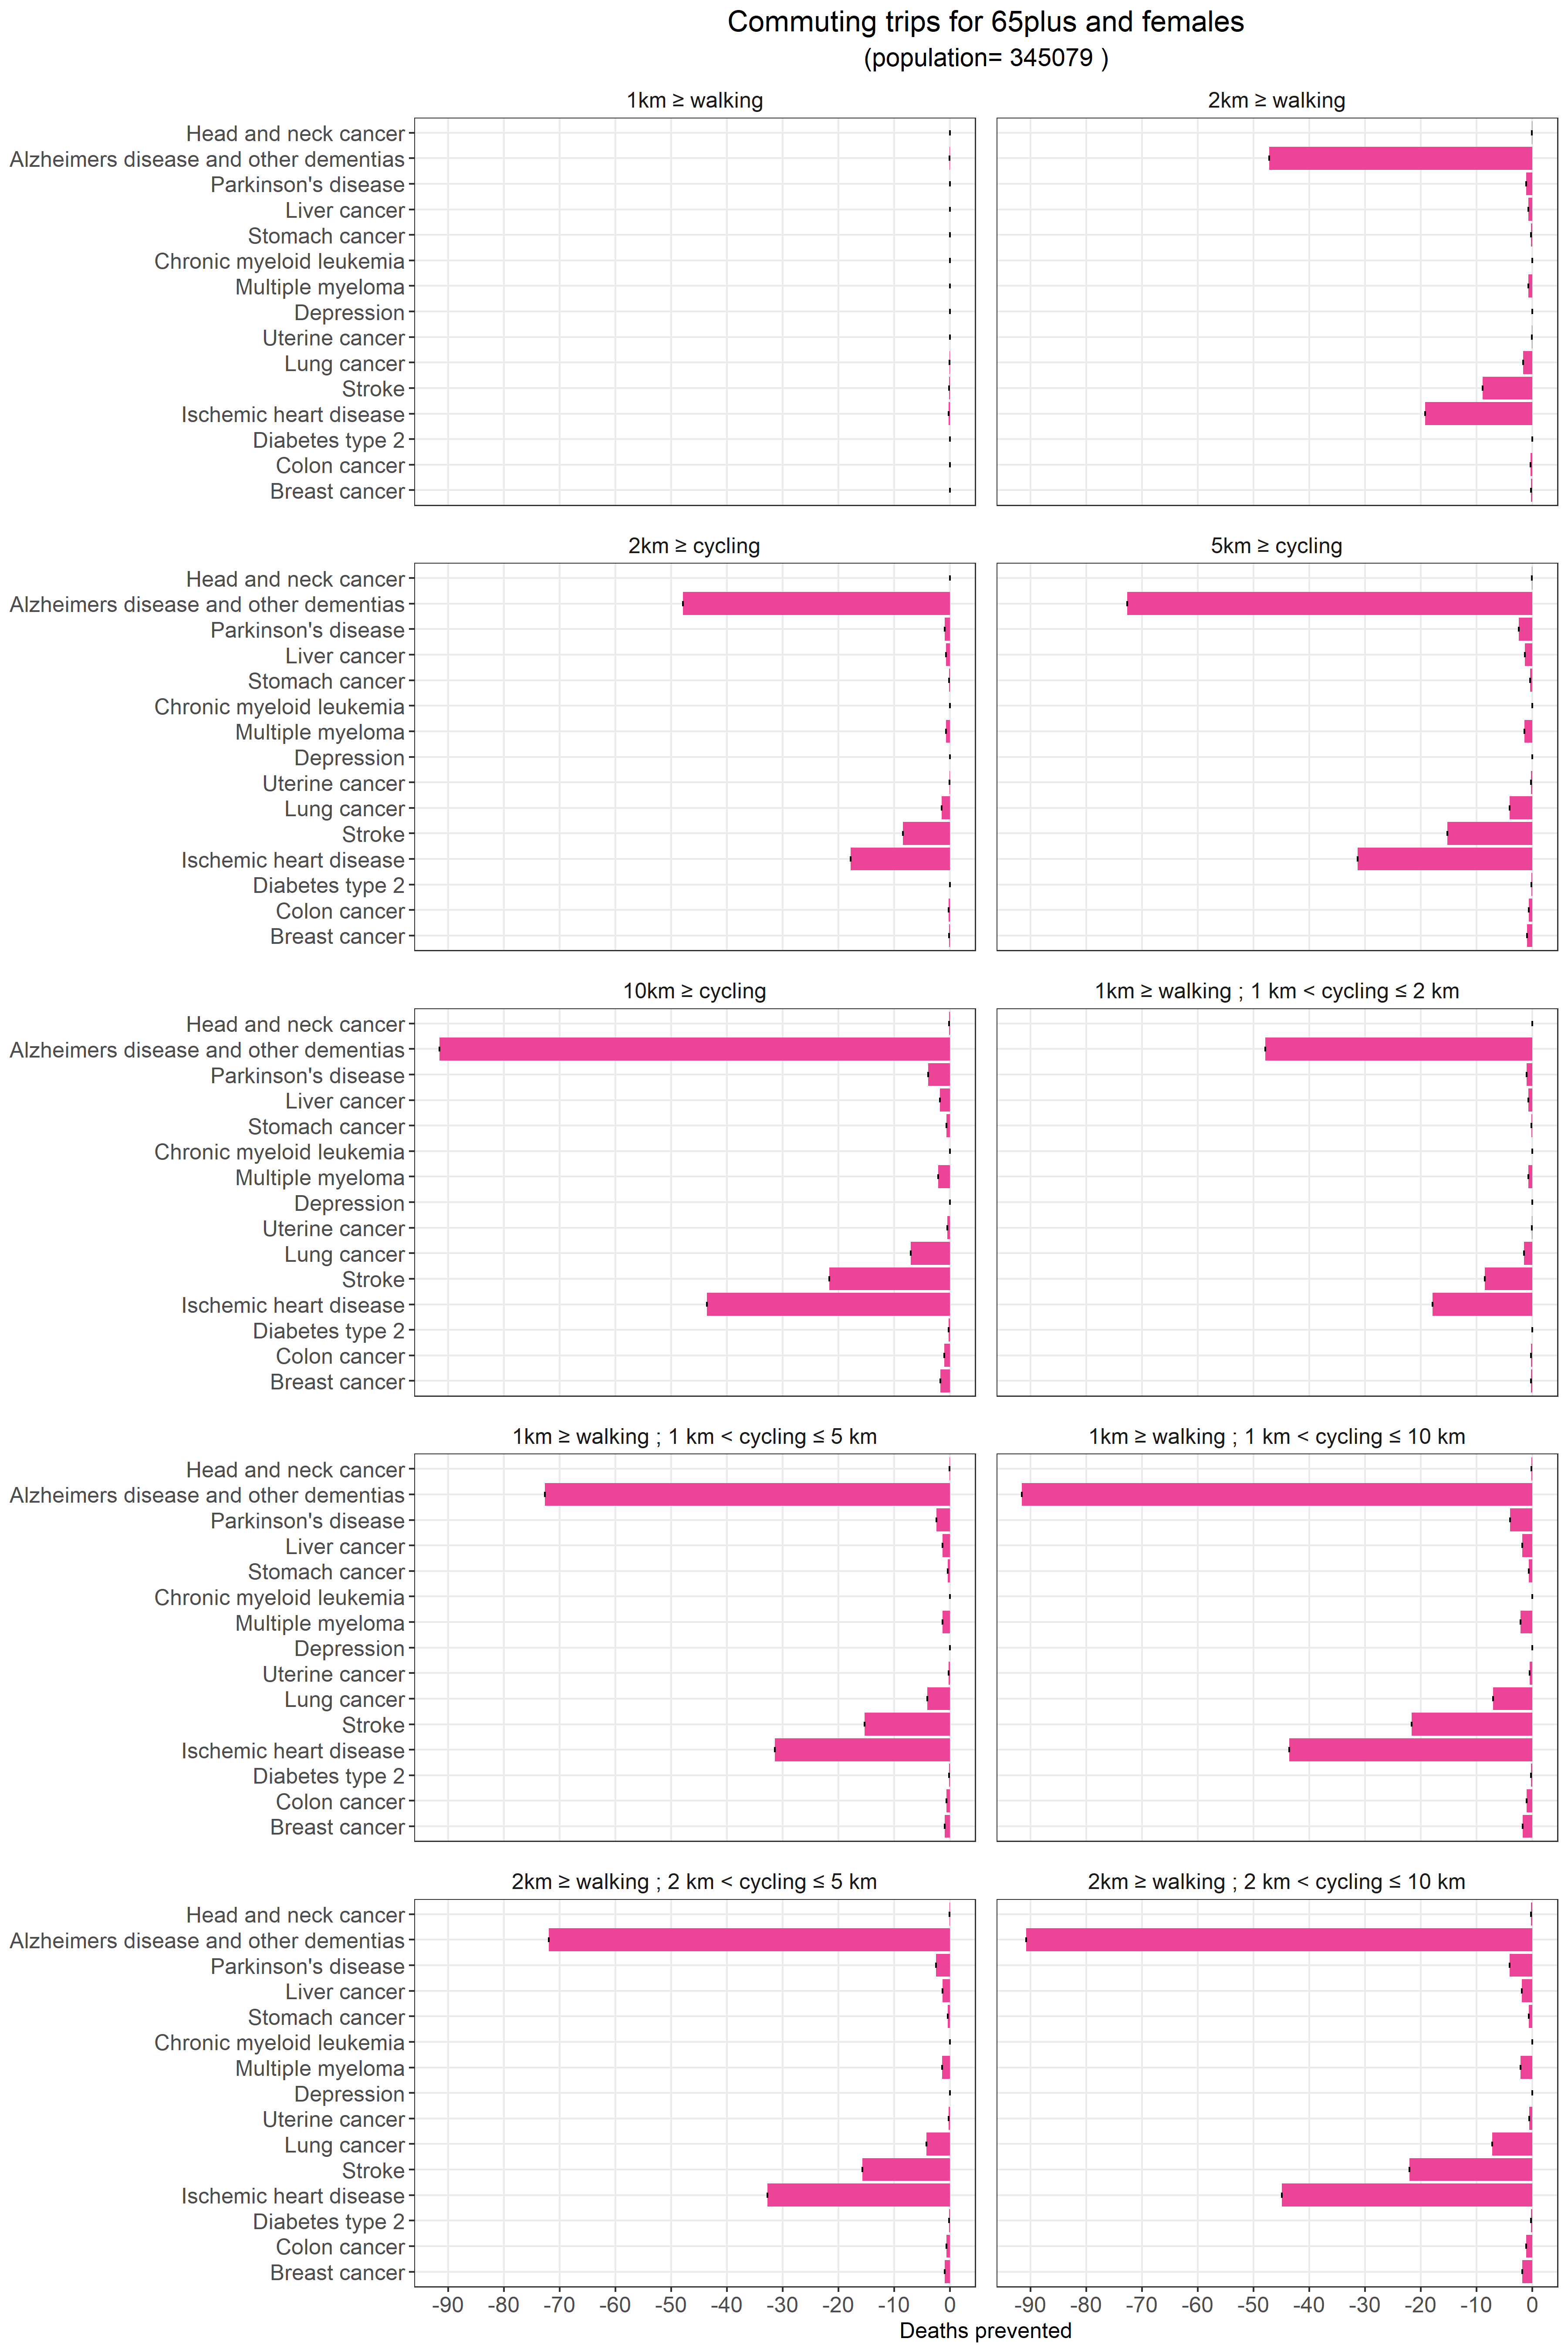 Commuting trips for 65plus and females
(population= 345079 )
1km ≥ walking
2km ≥ walking
Head and neck cancer
Alzheimers disease and other dementias
Parkinson's disease
Liver cancer
Stomach cancer
Chronic myeloid leukemia
Multiple myeloma
Depression
Uterine cancer
Lung cancer
Stroke
Ischemic heart disease
Diabetes type 2
Colon cancer
Breast cancer
2km ≥ cycling
5km ≥ cycling
Head and neck cancer
Alzheimers disease and other dementias
Parkinson's disease
Liver cancer
Stomach cancer
Chronic myeloid leukemia
Multiple myeloma
Depression
Uterine cancer
Lung cancer
Stroke
Ischemic heart disease
Diabetes type 2
Colon cancer
Breast cancer
10km ≥ cycling
1km ≥ walking ; 1 km < cycling ≤ 2 km
Head and neck cancer
Alzheimers disease and other dementias
Parkinson's disease
Liver cancer
Stomach cancer
Chronic myeloid leukemia
Multiple myeloma
Depression
Uterine cancer
Lung cancer
Stroke
Ischemic heart disease
Diabetes type 2
Colon cancer
Breast cancer
1km ≥ walking ; 1 km < cycling ≤ 5 km
1km ≥ walking ; 1 km < cycling ≤ 10 km
Head and neck cancer
Alzheimers disease and other dementias
Parkinson's disease
Liver cancer
Stomach cancer
Chronic myeloid leukemia
Multiple myeloma
Depression
Uterine cancer
Lung cancer
Stroke
Ischemic heart disease
Diabetes type 2
Colon cancer
Breast cancer
2km ≥ walking ; 2 km < cycling ≤ 5 km
2km ≥ walking ; 2 km < cycling ≤ 10 km
Head and neck cancer
Alzheimers disease and other dementias
Parkinson's disease
Liver cancer
Stomach cancer
Chronic myeloid leukemia
Multiple myeloma
Depression
Uterine cancer
Lung cancer
Stroke
Ischemic heart disease
Diabetes type 2
Colon cancer
Breast cancer
-90 -80 -70 -60 -50 -40 -30 -20 -10 0
-90 -80 -70 -60 -50 -40 -30 -20 -10 0
Deaths prevented